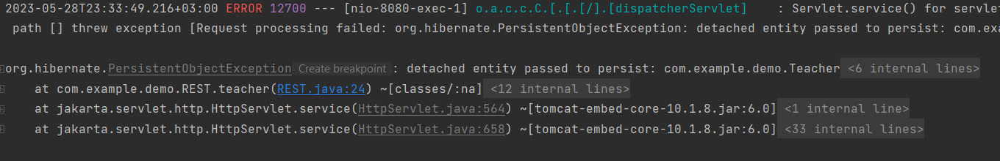 2023-05-28T23:33:49.216+03:00 ERROR 12700 --- [nio-8080-exec-1] o.a.c.c.C.[.[.[/].[dispatcherServlet] : Servlet.service() for servlet
path [] threw exception [Request processing failed: org.hibernate.PersistentObjectException: detached entity passed to persist: com.exa
org.hibernate.PersistentObjectException Create breakpoint : detached entity passed to persist: com.example.demo.Teacher <6 internal lines>
at com.example.demo.REST.teacher(REST.java:24) ~[classes/:na] <12 internal lines>
at jakarta.servlet.http.HttpServlet.service(HttpServlet.java:564) ~[tomcat-embed-core-10.1.8.jar:6.0] <1 internal line>
at jakarta.servlet.http.HttpServlet.service(HttpServlet.java:658) ~[tomcat-embed-core-10.1.8.jar:6.0] <33 internal lines>